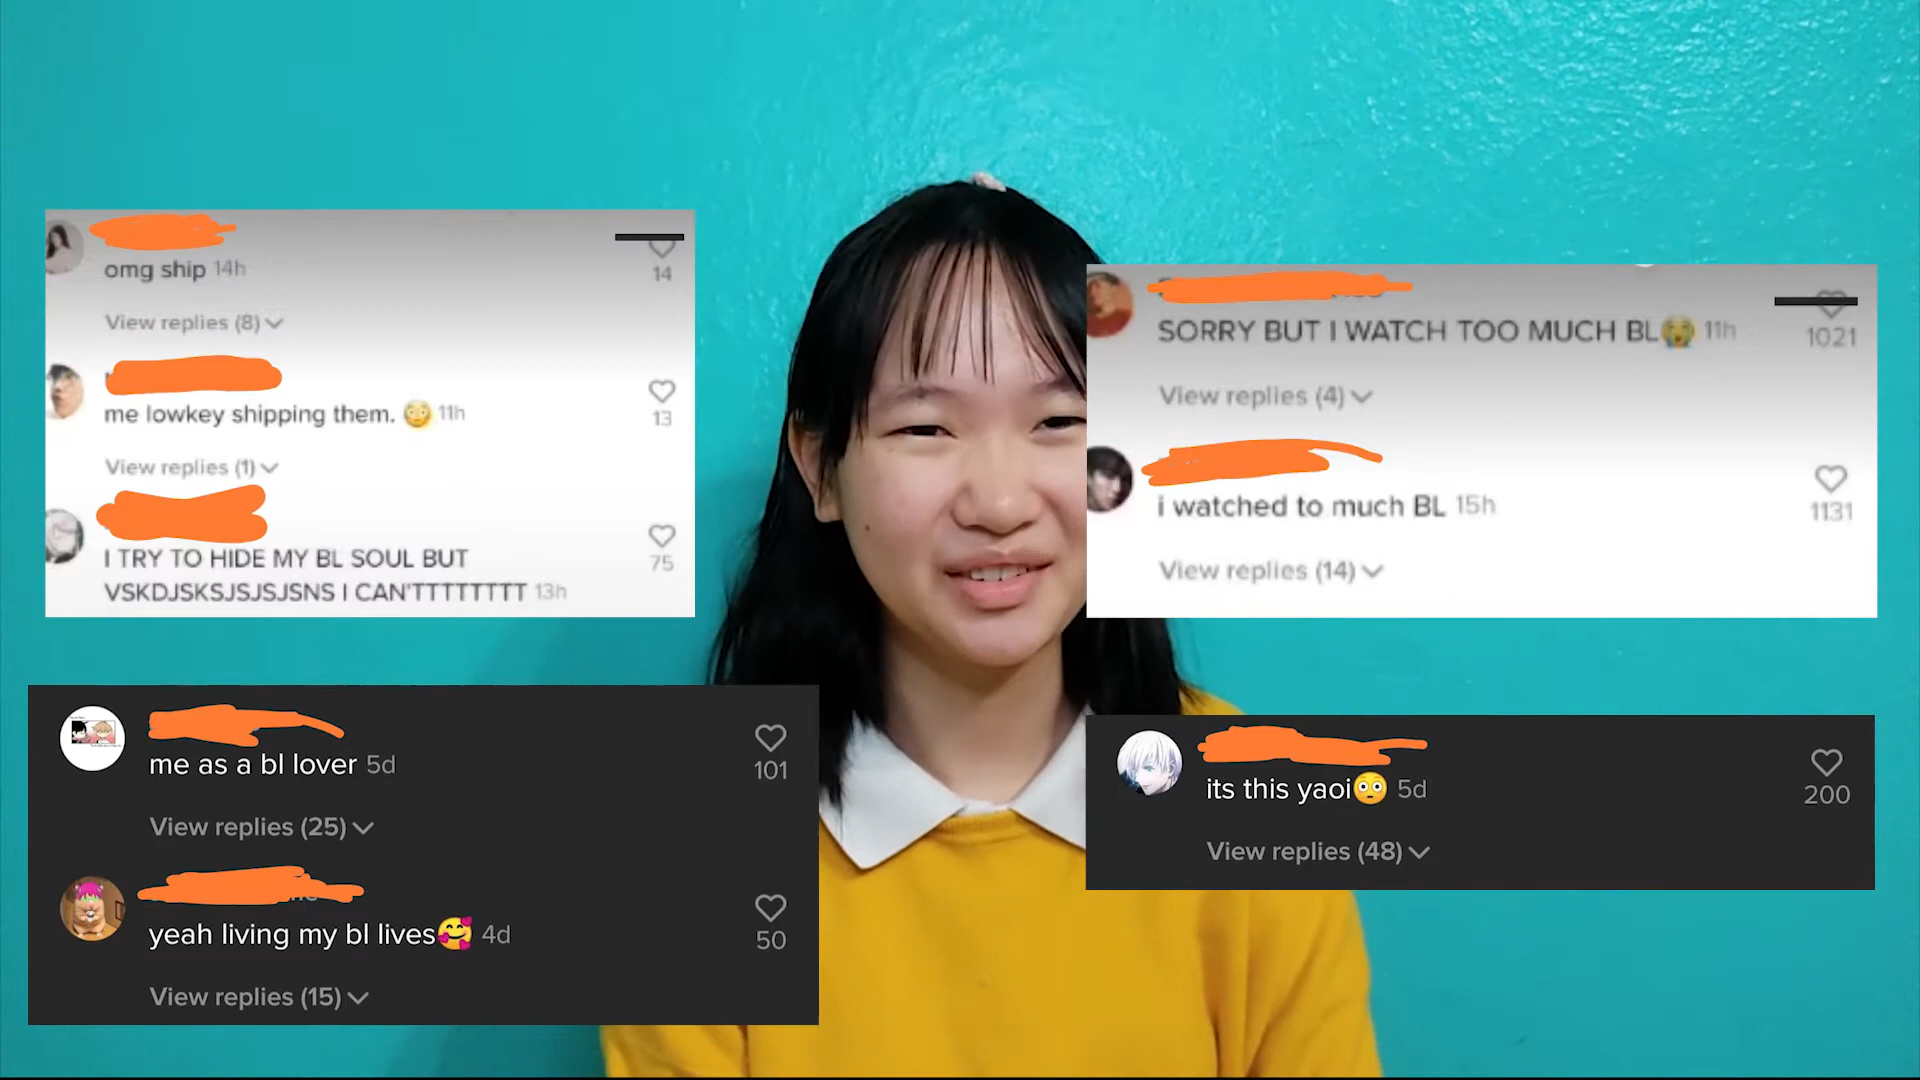 omg ship 14h
14
View replies (8)
me lowkey shipping them. 😳 11h
13
View replies (1)
I TRY TO HIDE MY BL SOUL BUT
VSKDJSKSJSJSJSNS I CAN'TTTTTTTT 13h
75
SORRY BUT I WATCH TOO MUCH BL😭 11h
1021
View replies (4)
i watched to much BL 15h
1131
View replies (14)
me as a bl lover 5d
101
View replies (25)
yeah living my bl lives🥰 4d
50
View replies (15)
its this yaoi😳 5d
200
View replies (48)